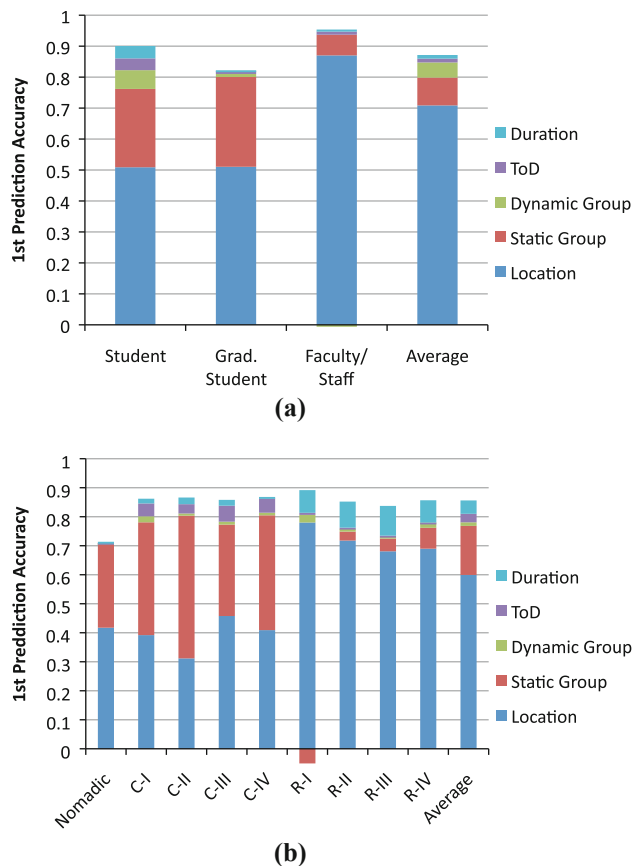 1st Prediction Accuracy
1
0.9
0.8
0.7
0.6
0.5
0.4
0.3
0.2
0.1
0
Student
Grad.
Student
Faculty/
Staff
Average
Duration
ToD
Dynamic Group
Static Group
Location
(a)
1st Preddiction Accuracy
1
0.9
0.8
0.7
0.6
0.5
0.4
0.3
0.2
0.1
0
Nomadic
C-I
C-II
C-III
C-IV
R-I
R-II
R-III
R-IV
Average
Duration
ToD
Dynamic Group
Static Group
Location
(b)